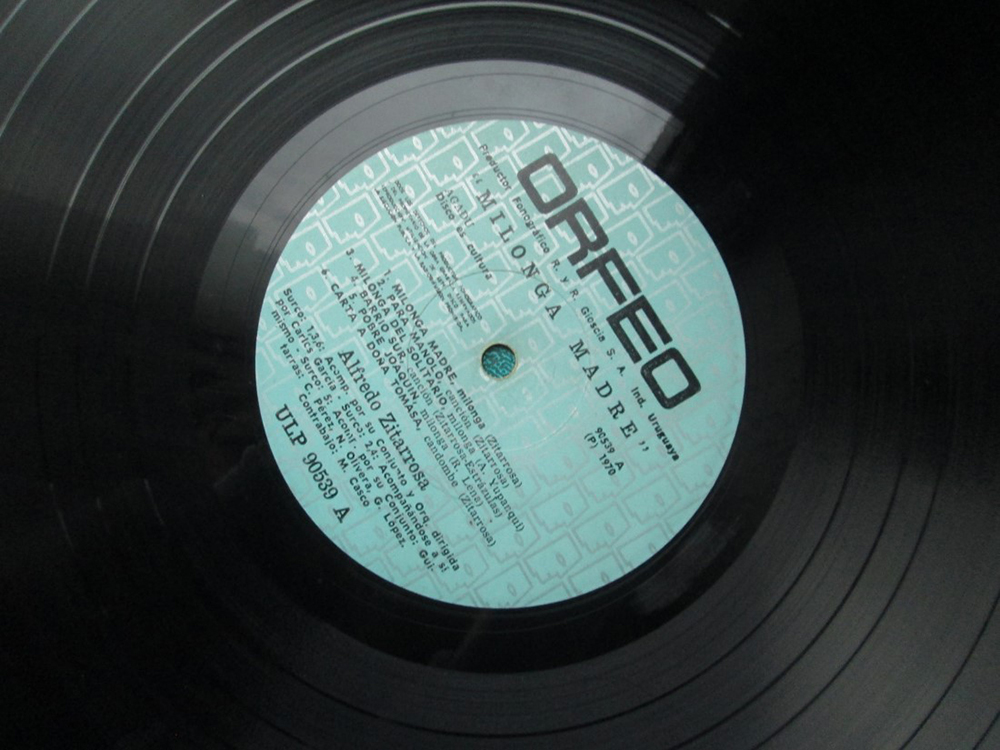 ORFEO
Productor Fonográfico R. y R. Gioscia S. A. Ind. Uruguaya
"MILONGA MADRE"
90539 A
(P) 1970
AGADU
Disco es cultura
1. MILONGA MADRE, milonga (Zitarrosa)
2. PARA MANOLO, canción (Zitarrosa)
3. MILONGA DEL SOLITARIO, milonga (A. Yupanqui)
4. BARRIO SUR, canción (Zitarrosa-Estrázulas)
5. POBRE JOAQUIN, milonga (R. Lena)
6. CARTA A DOÑA TOMASA, candombe (Zitarrosa)
Alfredo Zitarrosa
Surco: 1,3,6: Acomp. por su Conjunto y Orq. dirigida
por Carlos García - Surco: 2,4: Acompañándose a sí
mismo - Surco: 5: Acomp. por su Conjunto: Gui-
tarras: C. Pérez, N. Olivera, G. López.
Contrabajo: M. Casco
ULP 90539 A